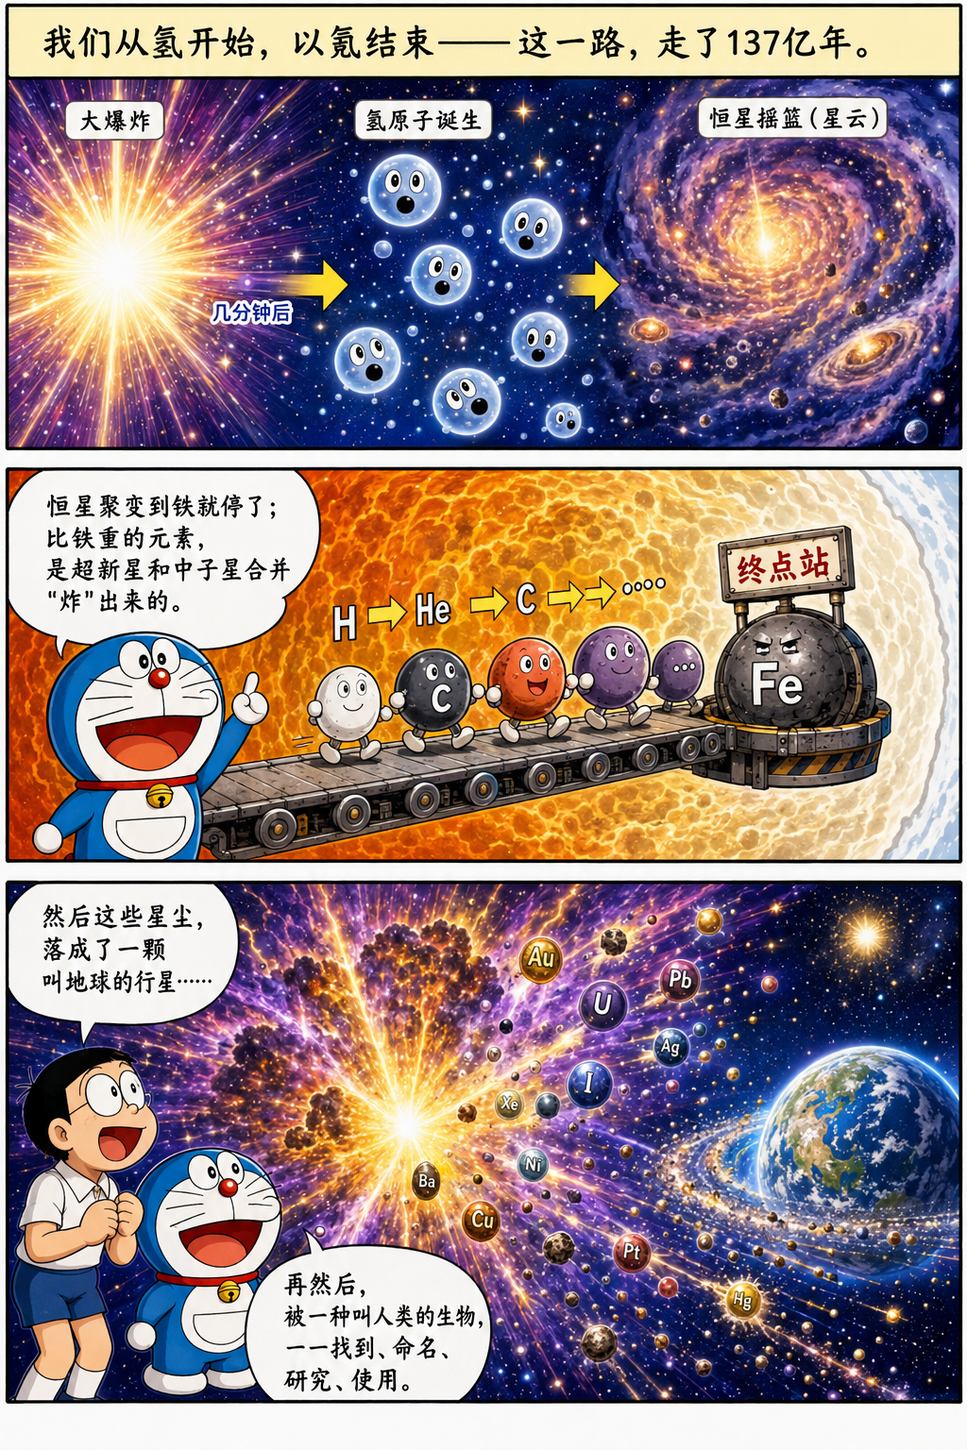 我们从氢开始，以氪结束——这一路，走了137亿年。
大爆炸
氢原子诞生
恒星摇篮（星云）
几分钟后
恒星聚变到铁就停了；
比铁重的元素，
是超新星和中子星合并
“炸”出来的。
H He C ····
终点站
C
...
Fe
然后这些星尘，
落成了一颗
叫地球的行星……
Au
U
Pb
Ag
I
Xe
Ni
Ba
Cu
Pt
Hg
再然后，
被一种叫人类的生物，
一一找到、命名、
研究、使用。